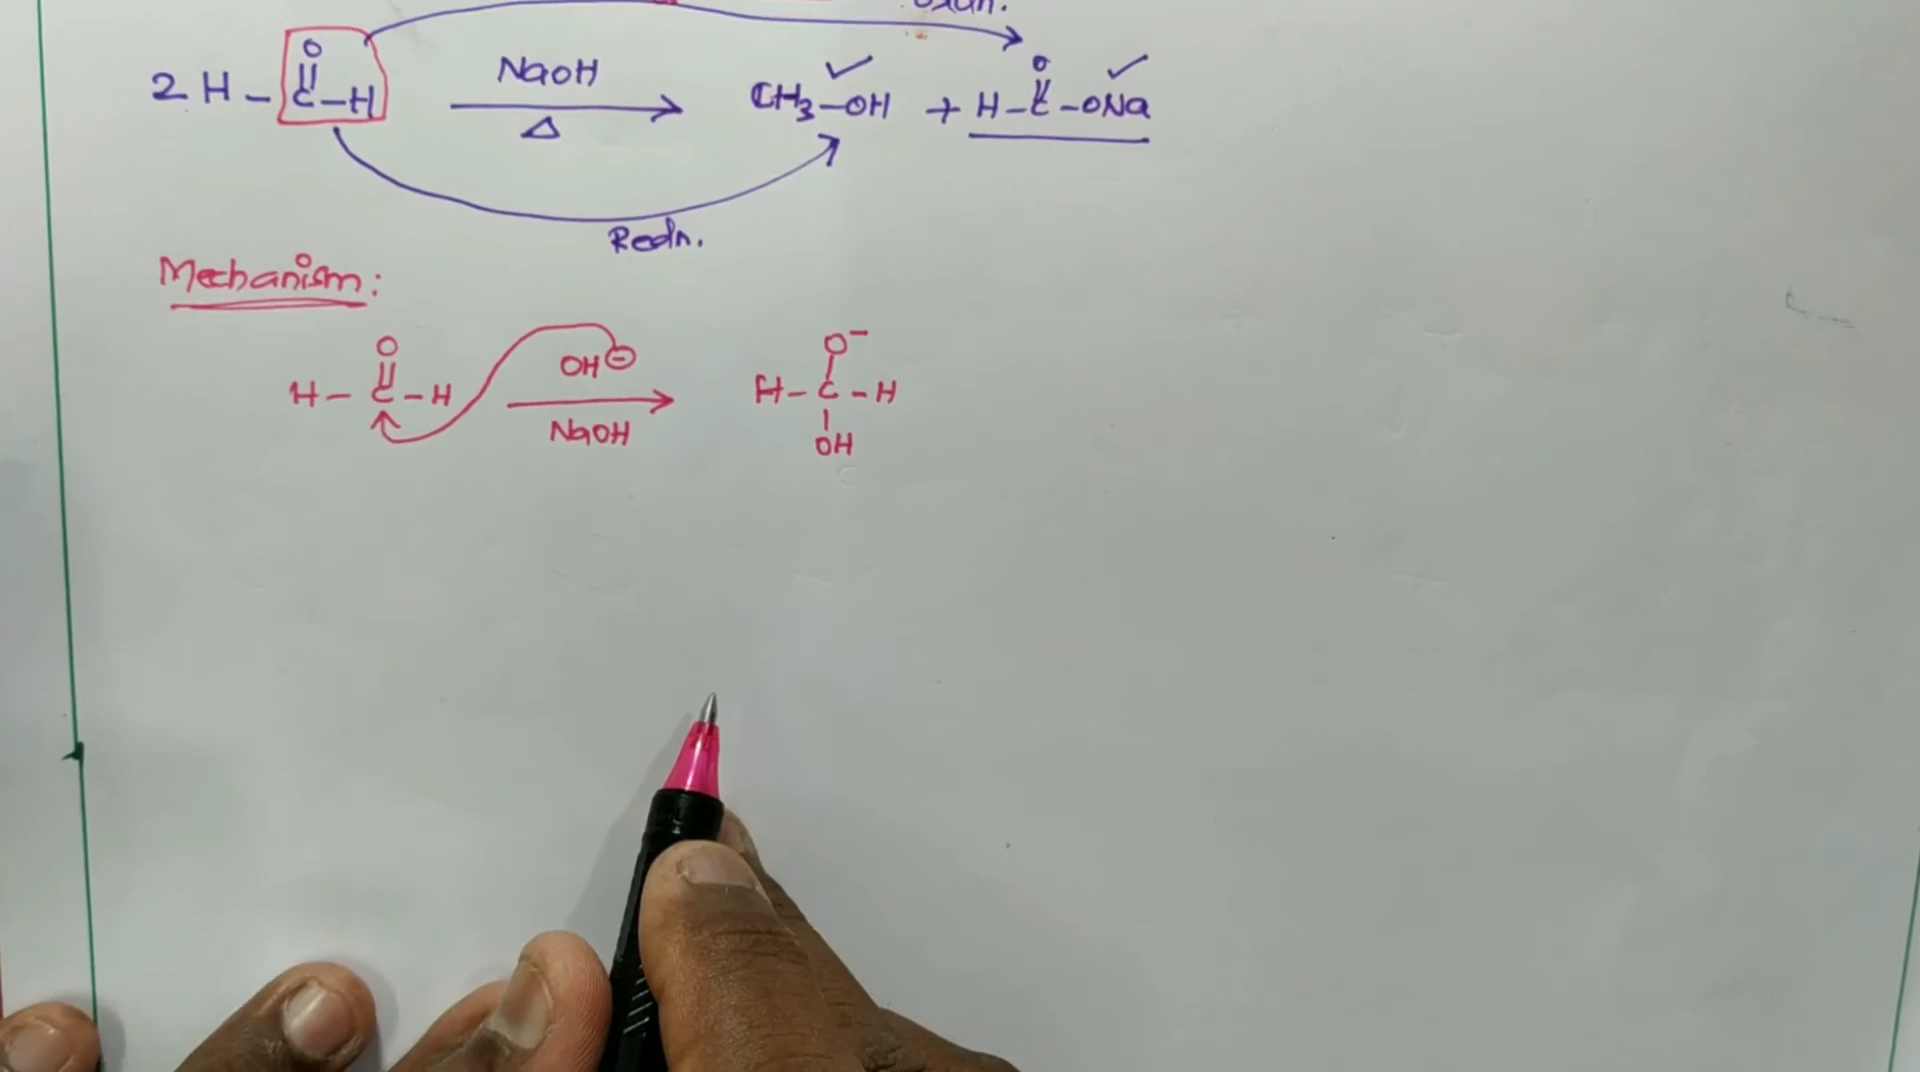 Oxdn.
O
2 H - C - H NaOH CH3 - OH + H - C - ONa
Δ
O
Redn.
Mechanism:
O OH⊖ O⁻
H - C - H H - C - H
NaOH OH